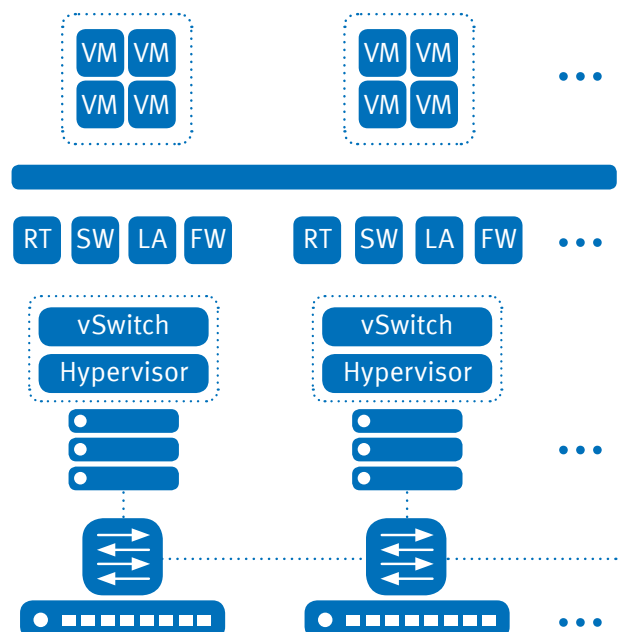 VM VM VM VM
VM VM VM VM
RT SW LA FW RT SW LA FW
vSwitch vSwitch
Hypervisor Hypervisor